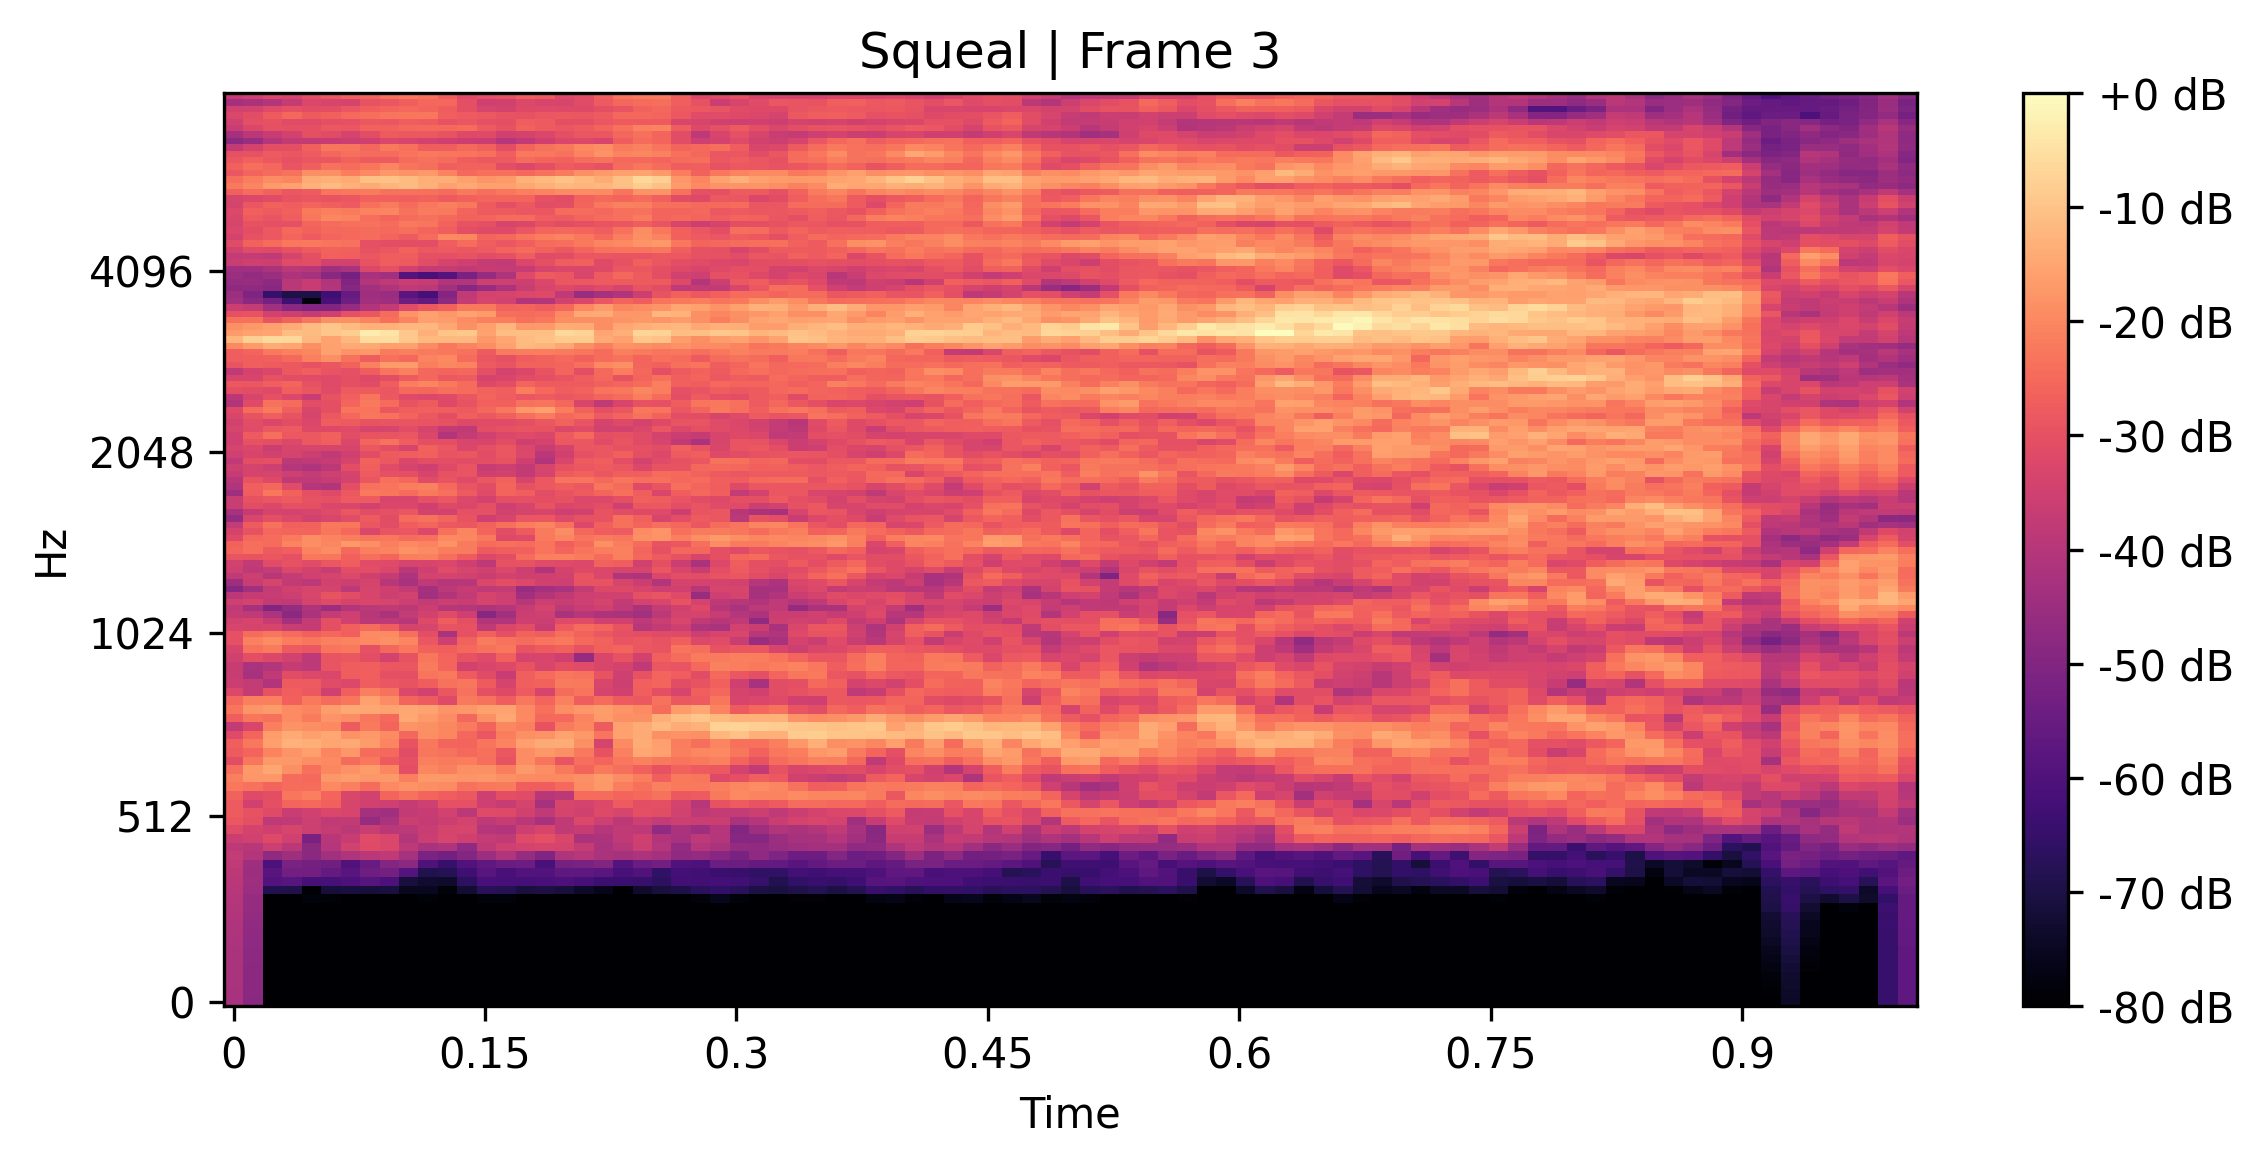 Squeal | Frame 3
+0 dB
-10 dB
-20 dB
-30 dB
-40 dB
-50 dB
-60 dB
-70 dB
-80 dB
Hz
4096
2048
1024
512
0
0 0.15 0.3 0.45 0.6 0.75 0.9
Time